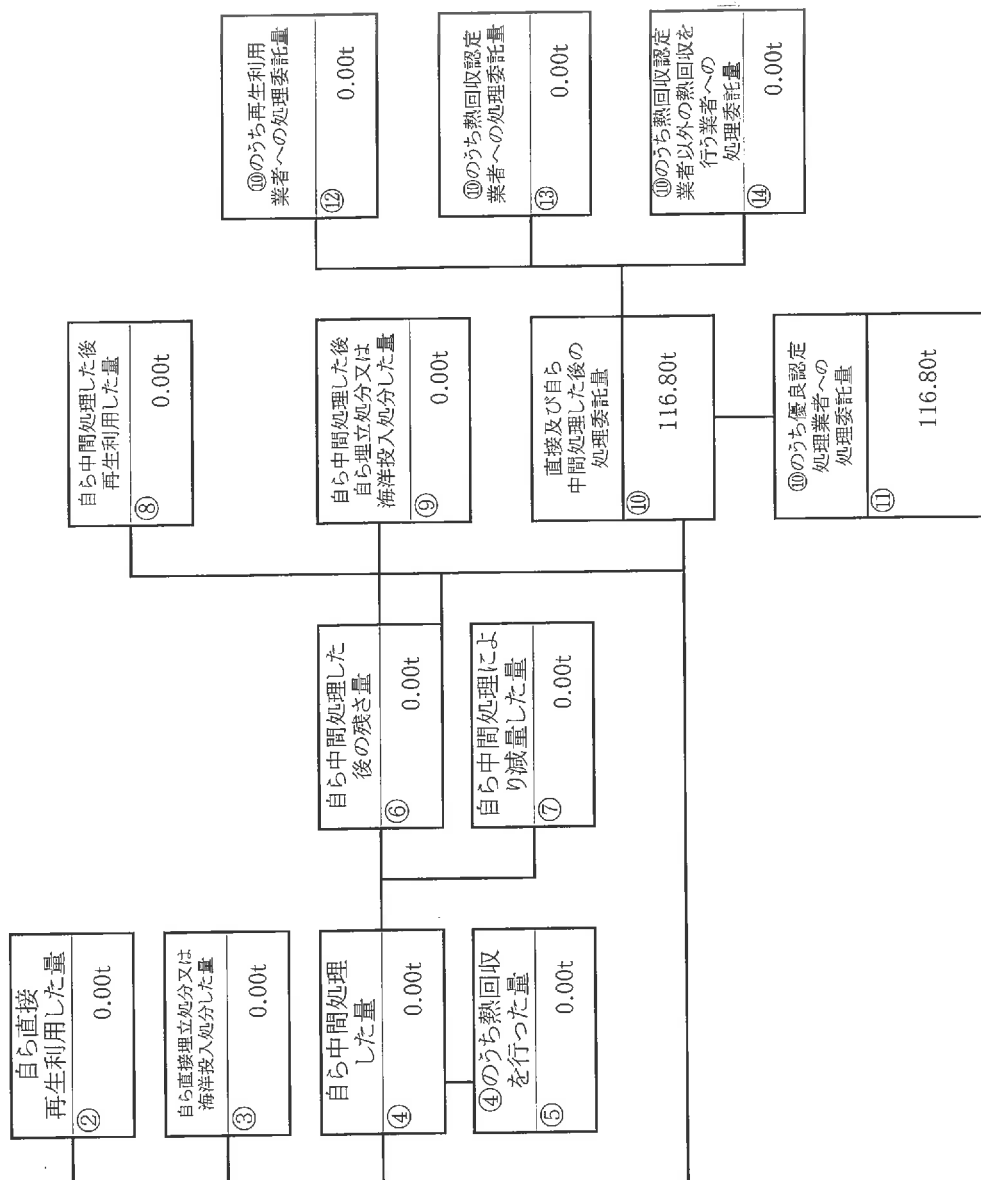 自ら直接
再生利用した量
②
0.00t
自ら直接埋立処分又は
海洋投入処分した量
③
0.00t
自ら中間処理
した量
④
0.00t
④のうち熱回収
を行った量
⑤
0.00t
自ら中間処理した
後の残さ量
⑥
0.00t
自ら中間処理によ
り減量した量
⑦
0.00t
自ら中間処理した後
再生利用した量
⑧
0.00t
自ら中間処理した後
自ら埋立処分又は
海洋投入処分した量
⑨
0.00t
直接及び自ら
中間処理した後の
処理委託量
⑩
116.80t
⑩のうち優良認定
処理業者への
処理委託量
⑪
116.80t
⑩のうち再生利用
業者への処理委託量
⑫
0.00t
⑩のうち熱回収認定
業者への処理委託量
⑬
0.00t
⑩のうち熱回収認定
業者以外の熱回収を
行う業者への
処理委託量
⑭
0.00t